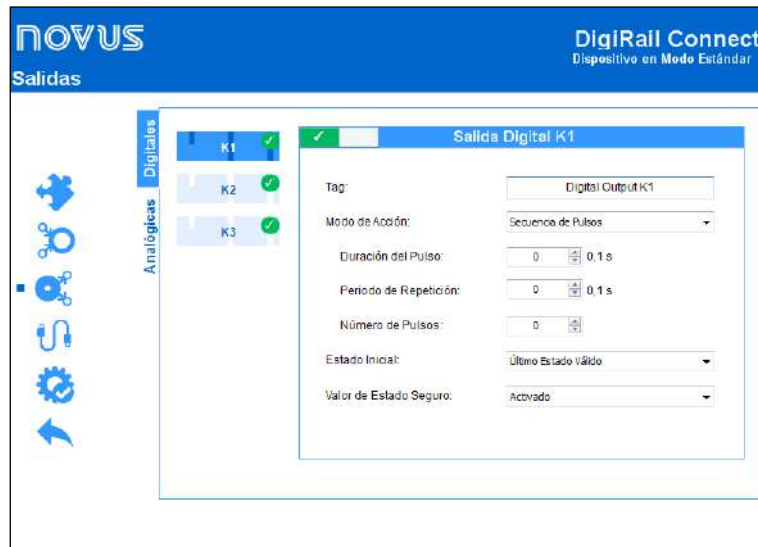 NOVUS
DigiRail Connect
Dispositivo en Modo Estándar
Salidas
Digitales
Analógicas
K1
K2
K3
Salida Digital K1
Tag: Digital Output K1
Modo de Acción: Secuencia de Pulsos
Duración del Pulso: 0 0,1 s
Periodo de Repetición: 0 0,1 s
Número de Pulsos: 0
Estado Inicial: Último Estado Válido
Valor de Estado Seguro: Activado